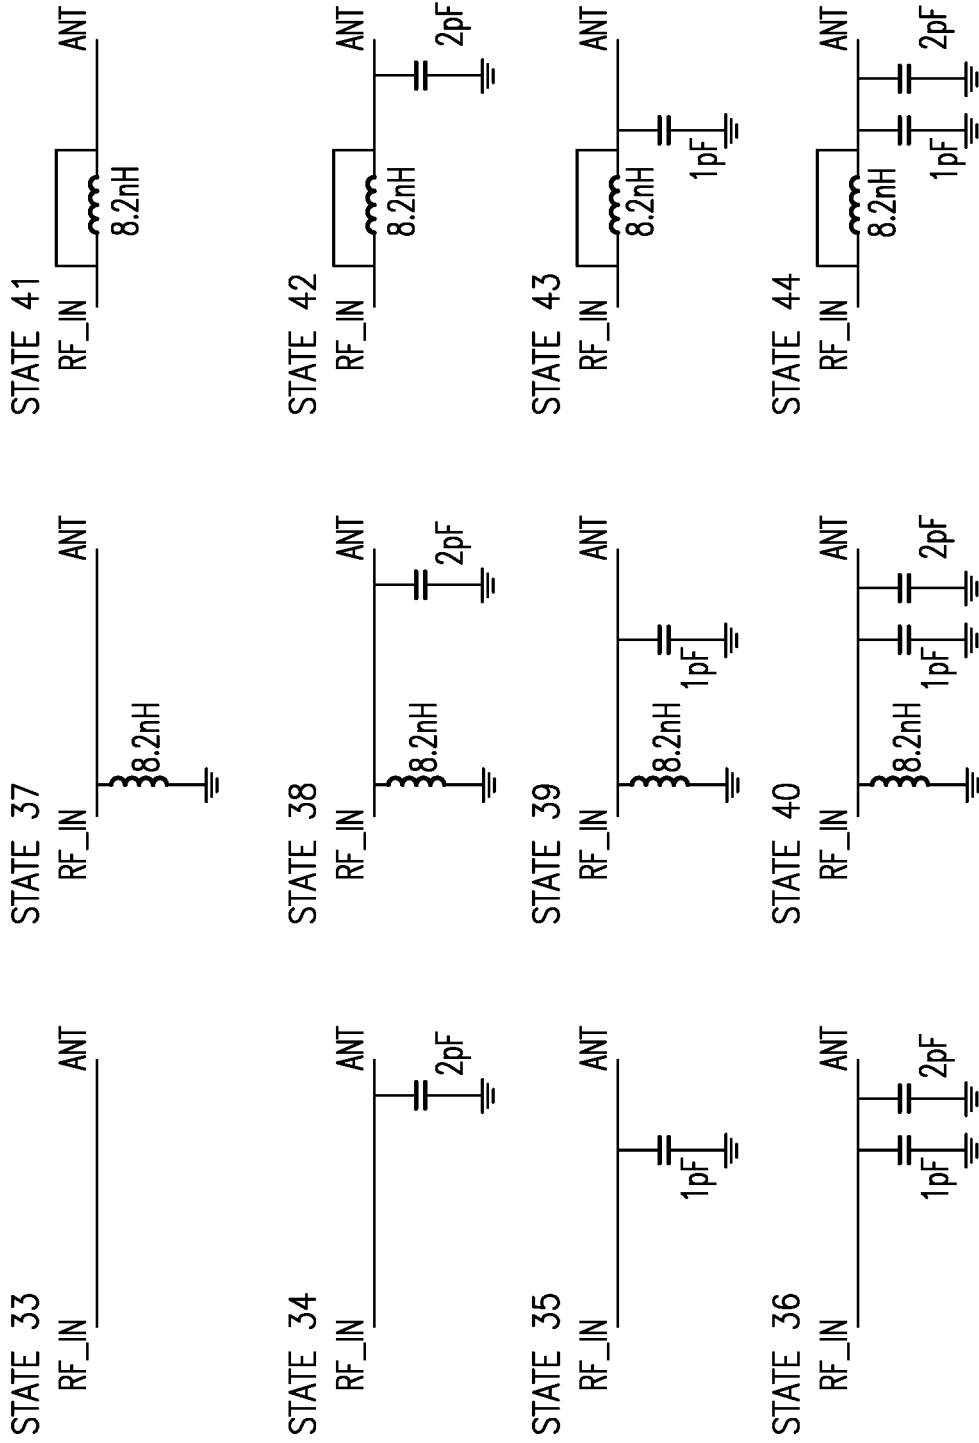 STATE 33
RF_IN
ANT
STATE 34
RF_IN
ANT
2pF
STATE 35
RF_IN
ANT
1pF
STATE 36
RF_IN
ANT
1pF
2pF
STATE 37
RF_IN
ANT
8.2nH
STATE 38
RF_IN
ANT
8.2nH
2pF
STATE 39
RF_IN
ANT
8.2nH
1pF
STATE 40
RF_IN
ANT
8.2nH
1pF
2pF
STATE 41
RF_IN
ANT
8.2nH
STATE 42
RF_IN
ANT
8.2nH
2pF
STATE 43
RF_IN
ANT
8.2nH
1pF
STATE 44
RF_IN
ANT
8.2nH
1pF
2pF